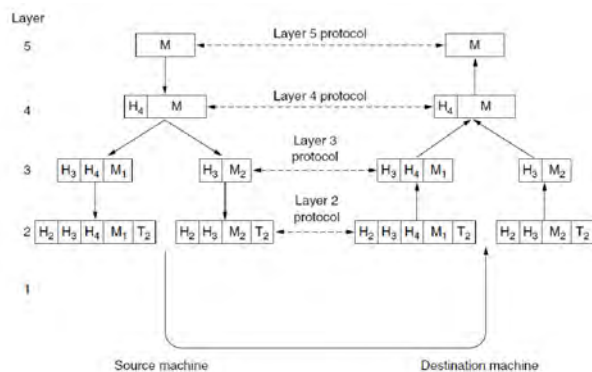 Layer
5
M
Layer 5 protocol
M
4
H₄ M
Layer 4 protocol
H₄ M
3
H₃ H₄ M₁
H₃ M₂
Layer 3
protocol
H₃ H₄ M₁
H₃ M₂
2
H₂ H₃ H₄ M₁ T₂
H₂ H₃ M₂ T₂
Layer 2
protocol
H₂ H₃ H₄ M₁ T₂
H₂ H₃ M₂ T₂
1
Source machine
Destination machine